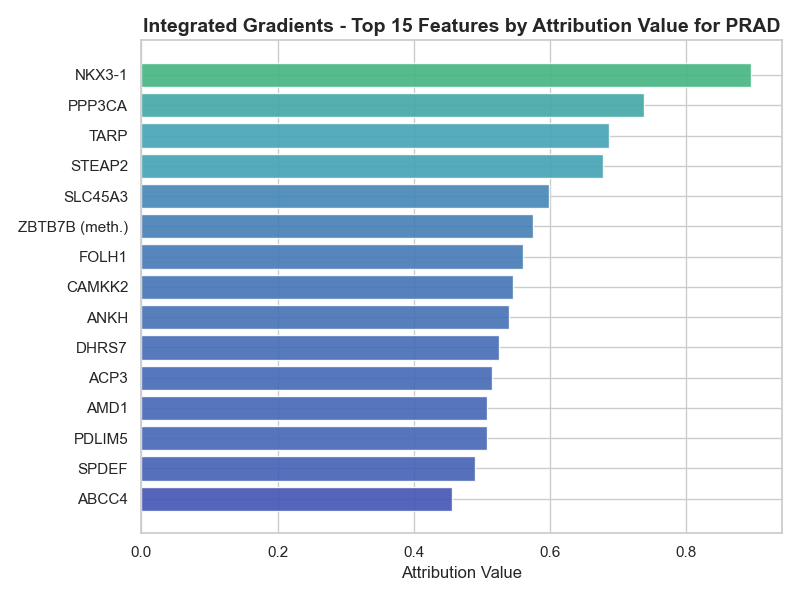 Integrated Gradients - Top 15 Features by Attribution Value for PRAD
NKX3-1
PPP3CA
TARP
STEAP2
SLC45A3
ZBTB7B (meth.)
FOLH1
CAMKK2
ANKH
DHRS7
ACP3
AMD1
PDLIM5
SPDEF
ABCC4
0.0 0.2 0.4 0.6 0.8
Attribution Value